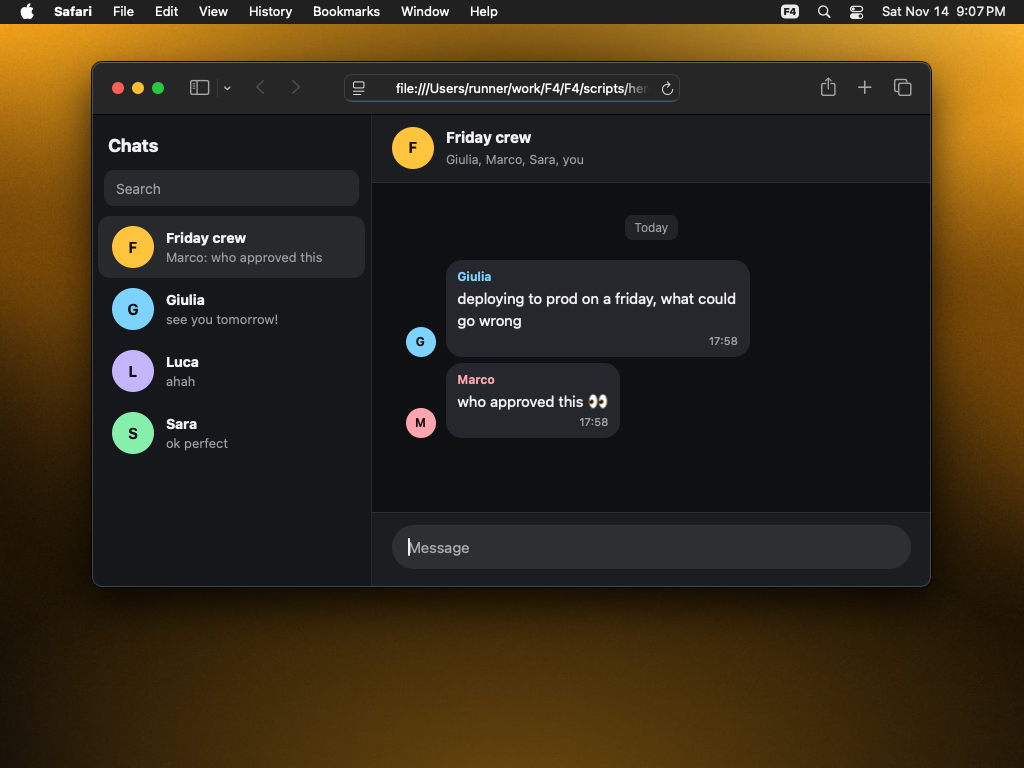 Safari File Edit View History Bookmarks Window Help F4 Sat Nov 14 9:07 PM
file:///Users/runner/work/F4/F4/scripts/her
Chats
Search
F Friday crew
Marco: who approved this
G Giulia
see you tomorrow!
L Luca
ahah
S Sara
ok perfect
F Friday crew
Giulia, Marco, Sara, you
Today
Giulia
deploying to prod on a friday, what could
go wrong
G 17:58
Marco
who approved this 👀
M 17:58
Message